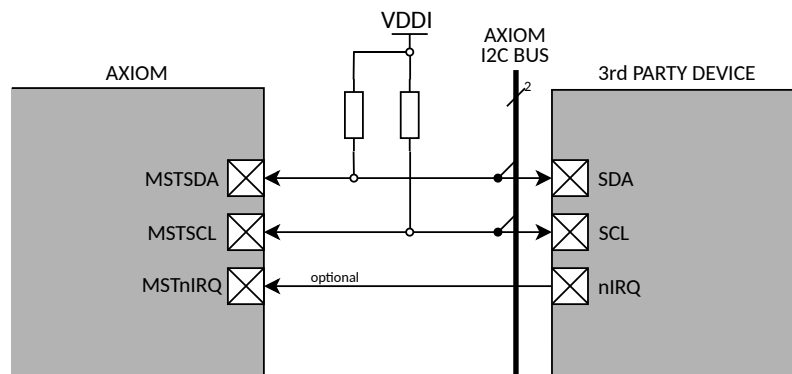 VDDI
AXIOM
I2C BUS
AXIOM
3rd PARTY DEVICE
2
MSTSDA
SDA
MSTSCL
SCL
MSTnIRQ
optional
nIRQ